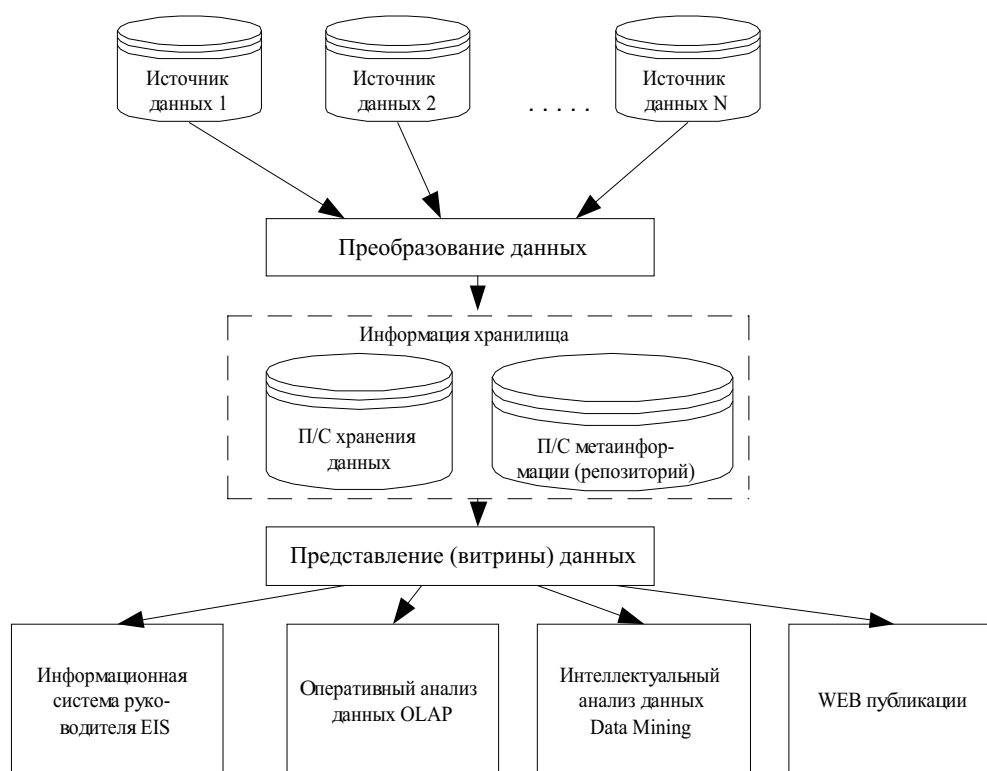 Источник
данных 1
Источник
данных 2
. . . . .
Источник
данных N
Преобразование данных
Информация хранилища
П/С хранения
данных
П/С метаинфор-
мации (репозиторий)
Представление (витрины) данных
Информационная
система руко-
водителя EIS
Оперативный анализ
данных OLAP
Интеллектуальный
анализ данных
Data Mining
WEB публикации